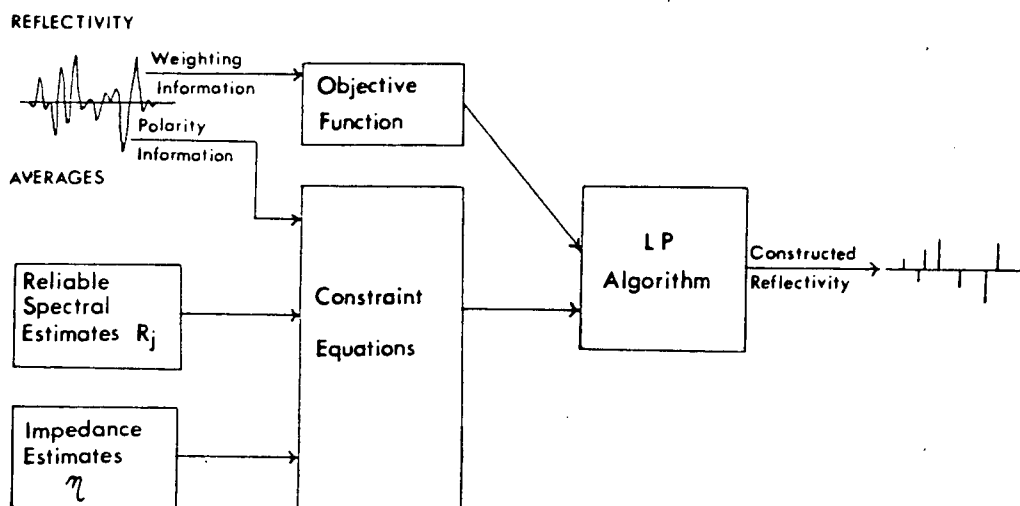 REFLECTIVITY
Weighting
Information
Polarity
Information
AVERAGES
Objective
Function
Reliable
Spectral
Estimates Rj
Impedance
Estimates
η
Constraint
Equations
LP
Algorithm
Constructed
Reflectivity